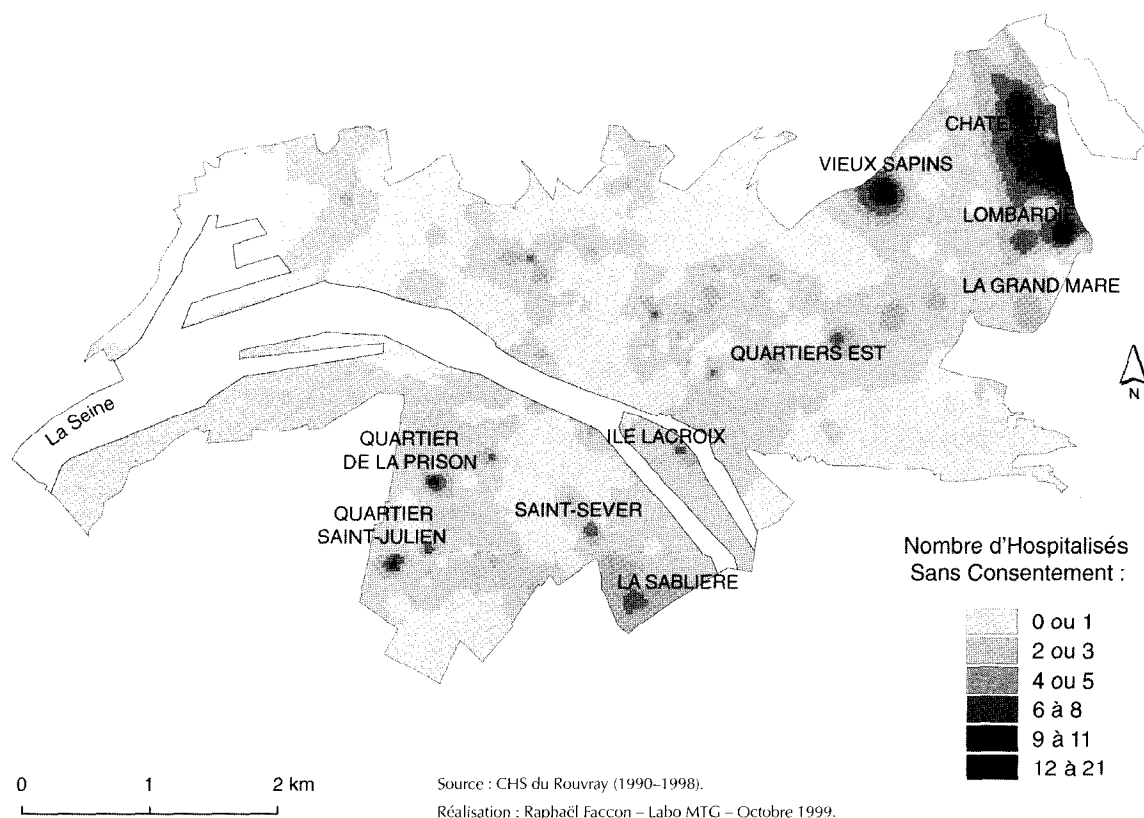 CHATELET
VIEUX SAPINS
LOMBARDIE
LA GRAND MARE
QUARTIERS EST
N
La Seine
QUARTIER
DE LA PRISON
ILE LACROIX
QUARTIER
SAINT-JULIEN
SAINT-SEVER
LA SABLIERE
Nombre d'Hospitalisés
Sans Consentement :
0 ou 1
2 ou 3
4 ou 5
6 à 8
9 à 11
12 à 21
0 1 2 km
Source : CHS du Rouvray (1990–1998).
Réalisation : Raphaël Faccon – Labo MTG – Octobre 1999.